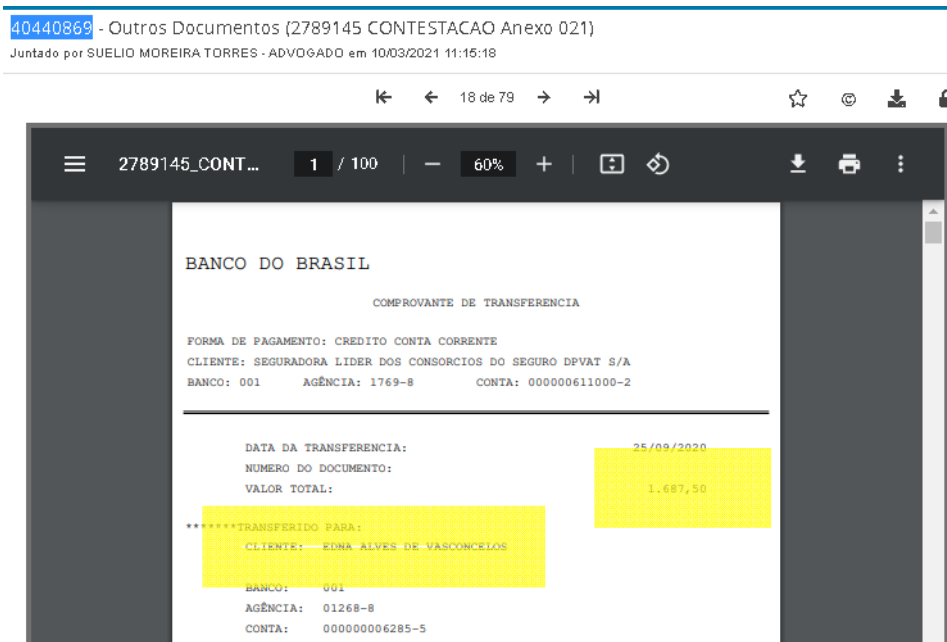 40440869 - Outros Documentos (2789145 CONTESTACAO Anexo 021)
Juntado por SUELIO MOREIRA TORRES - ADVOGADO em 10/03/2021 11:15:18
18 de 79
2789145_CONT... 1 / 100 | — 60% + |
BANCO DO BRASIL
COMPROVANTE DE TRANSFERENCIA
FORMA DE PAGAMENTO: CREDITO CONTA CORRENTE
CLIENTE: SEGURADORA LIDER DOS CONSORCIOS DO SEGURO DPVAT S/A
BANCO: 001 AGÊNCIA: 1769-8 CONTA: 000000611000-2
DATA DA TRANSFERENCIA: 25/09/2020
NUMERO DO DOCUMENTO:
VALOR TOTAL: 1.687,50
*******TRANSFERIDO PARA:
CLIENTE: EDNA ALVES DE VASCONCELOS
BANCO: 001
AGÊNCIA: 01268-8
CONTA: 000000006285-5